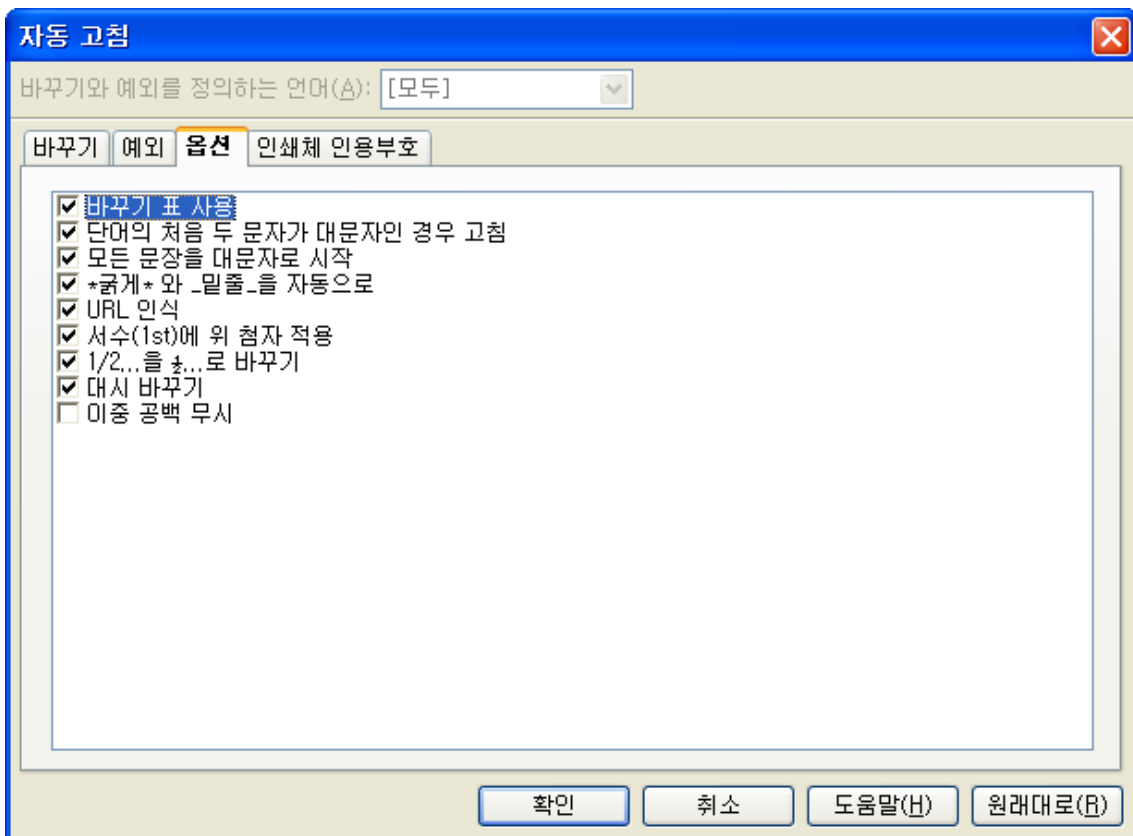 자동 고침
바꾸기와 예외를 정의하는 언어(A): [모두]
바꾸기 예외 옵션 인쇄체 인용부호
바꾸기 표 사용
단어의 처음 두 문자가 대문자인 경우 고침
모든 문장을 대문자로 시작
*굵게* 와 _밑줄_을 자동으로
URL 인식
서수(1st)에 위 첨자 적용
1/2...을 ½...로 바꾸기
대시 바꾸기
이중 공백 무시
확인 취소 도움말(H) 원래대로(R)